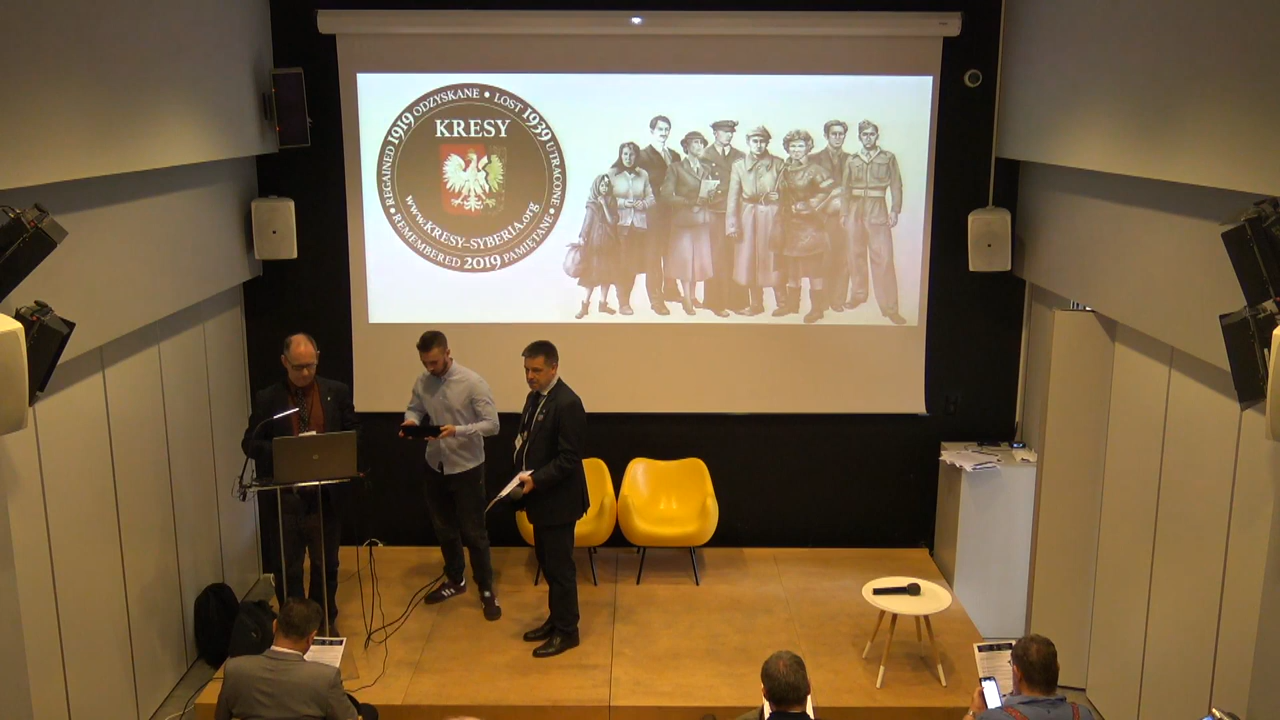 REGAINED 1919 ODZYSKANE • LOST 1939 UTRACONE •
REMEMBERED 2019 PAMIĘTANE •
KRESY
www.KRESY-SYBERIA.org